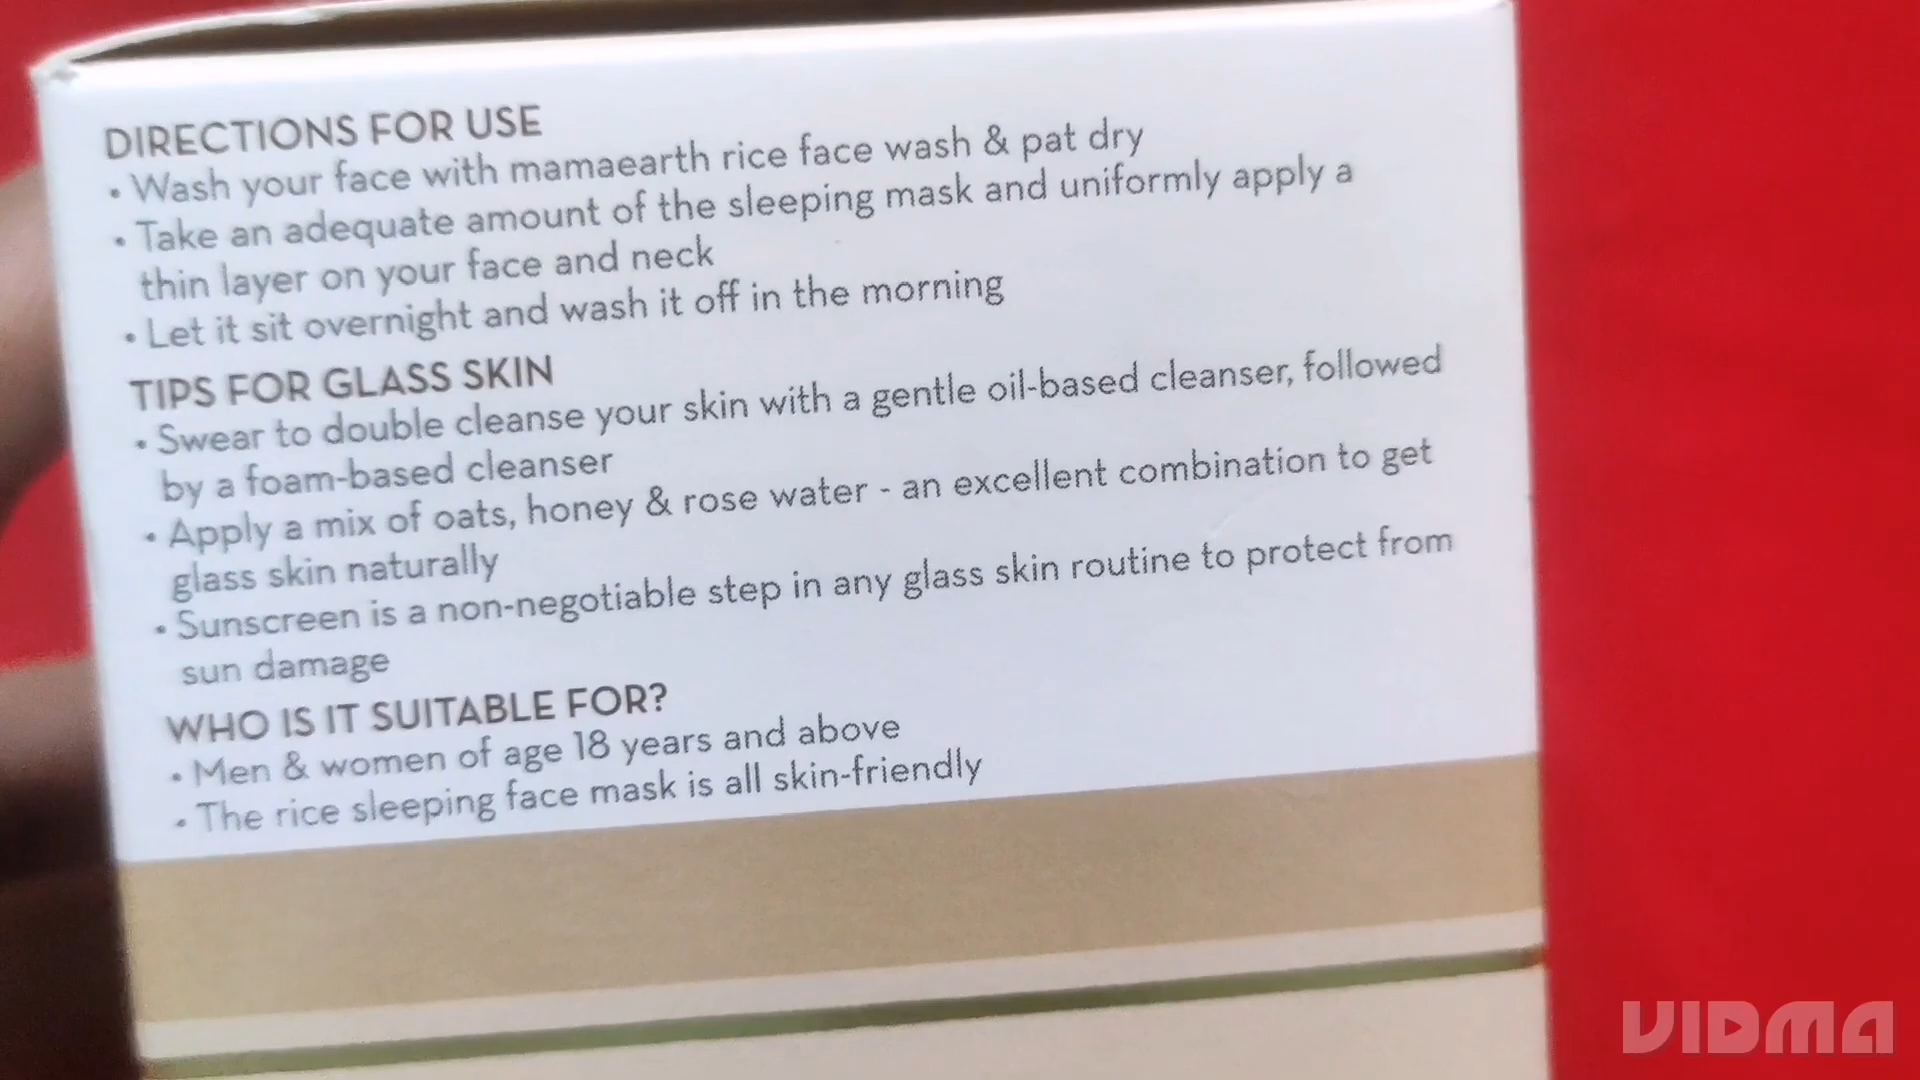 DIRECTIONS FOR USE
• Wash your face with mamaearth rice face wash & pat dry
• Take an adequate amount of the sleeping mask and uniformly apply a
thin layer on your face and neck
• Let it sit overnight and wash it off in the morning
TIPS FOR GLASS SKIN
• Swear to double cleanse your skin with a gentle oil-based cleanser, followed
by a foam-based cleanser
• Apply a mix of oats, honey & rose water - an excellent combination to get
glass skin naturally
• Sunscreen is a non-negotiable step in any glass skin routine to protect from
sun damage
WHO IS IT SUITABLE FOR?
• Men & women of age 18 years and above
• The rice sleeping face mask is all skin-friendly
VIDMA